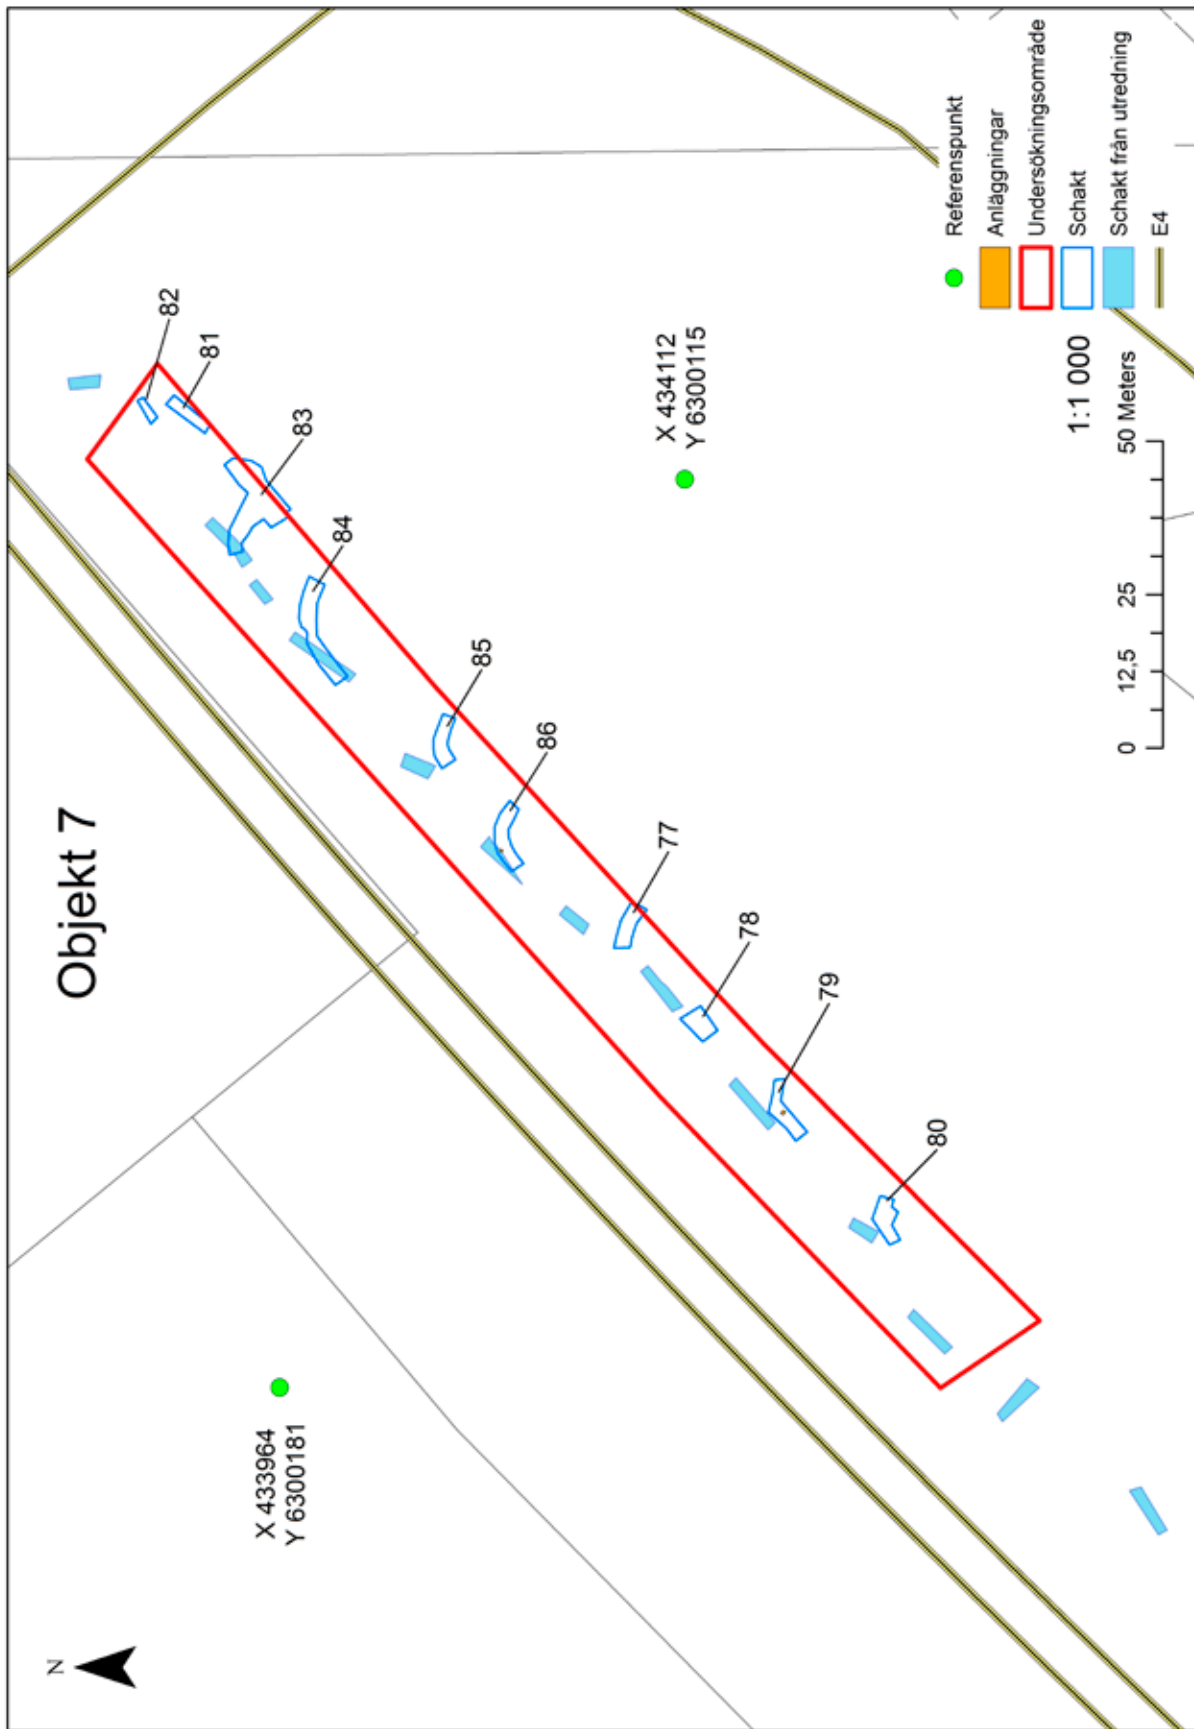 Objekt 7
N
X 433964
Y 6300181
X 434112
Y 6300115
82
81
83
84
85
86
77
78
79
80
Referenspunkt
Anläggningar
Undersökningsområde
Schakt
Schakt från utredning
E4
1:1 000
0 12,5 25 50 Meters